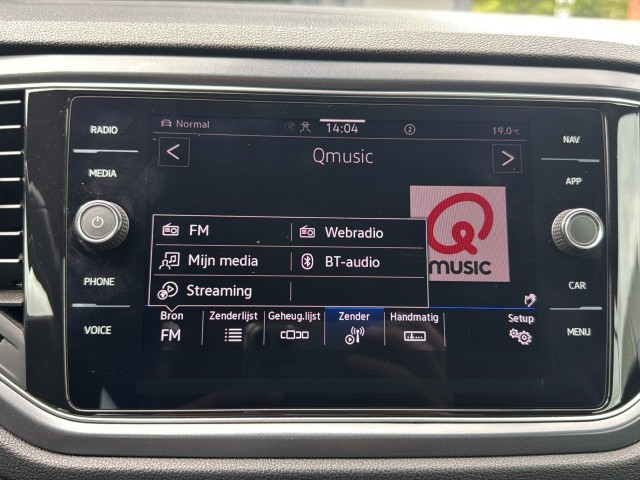 RADIO
MEDIA
PHONE
VOICE
Normal 14:04 2 19.0°C
Qmusic
Q
MUSIC
FM Webradio
Mijn media BT-audio
Streaming
Bron Zenderlijst Geheug.lijst Zender Handmatig Setup
FM
NAV
APP
CAR
MENU